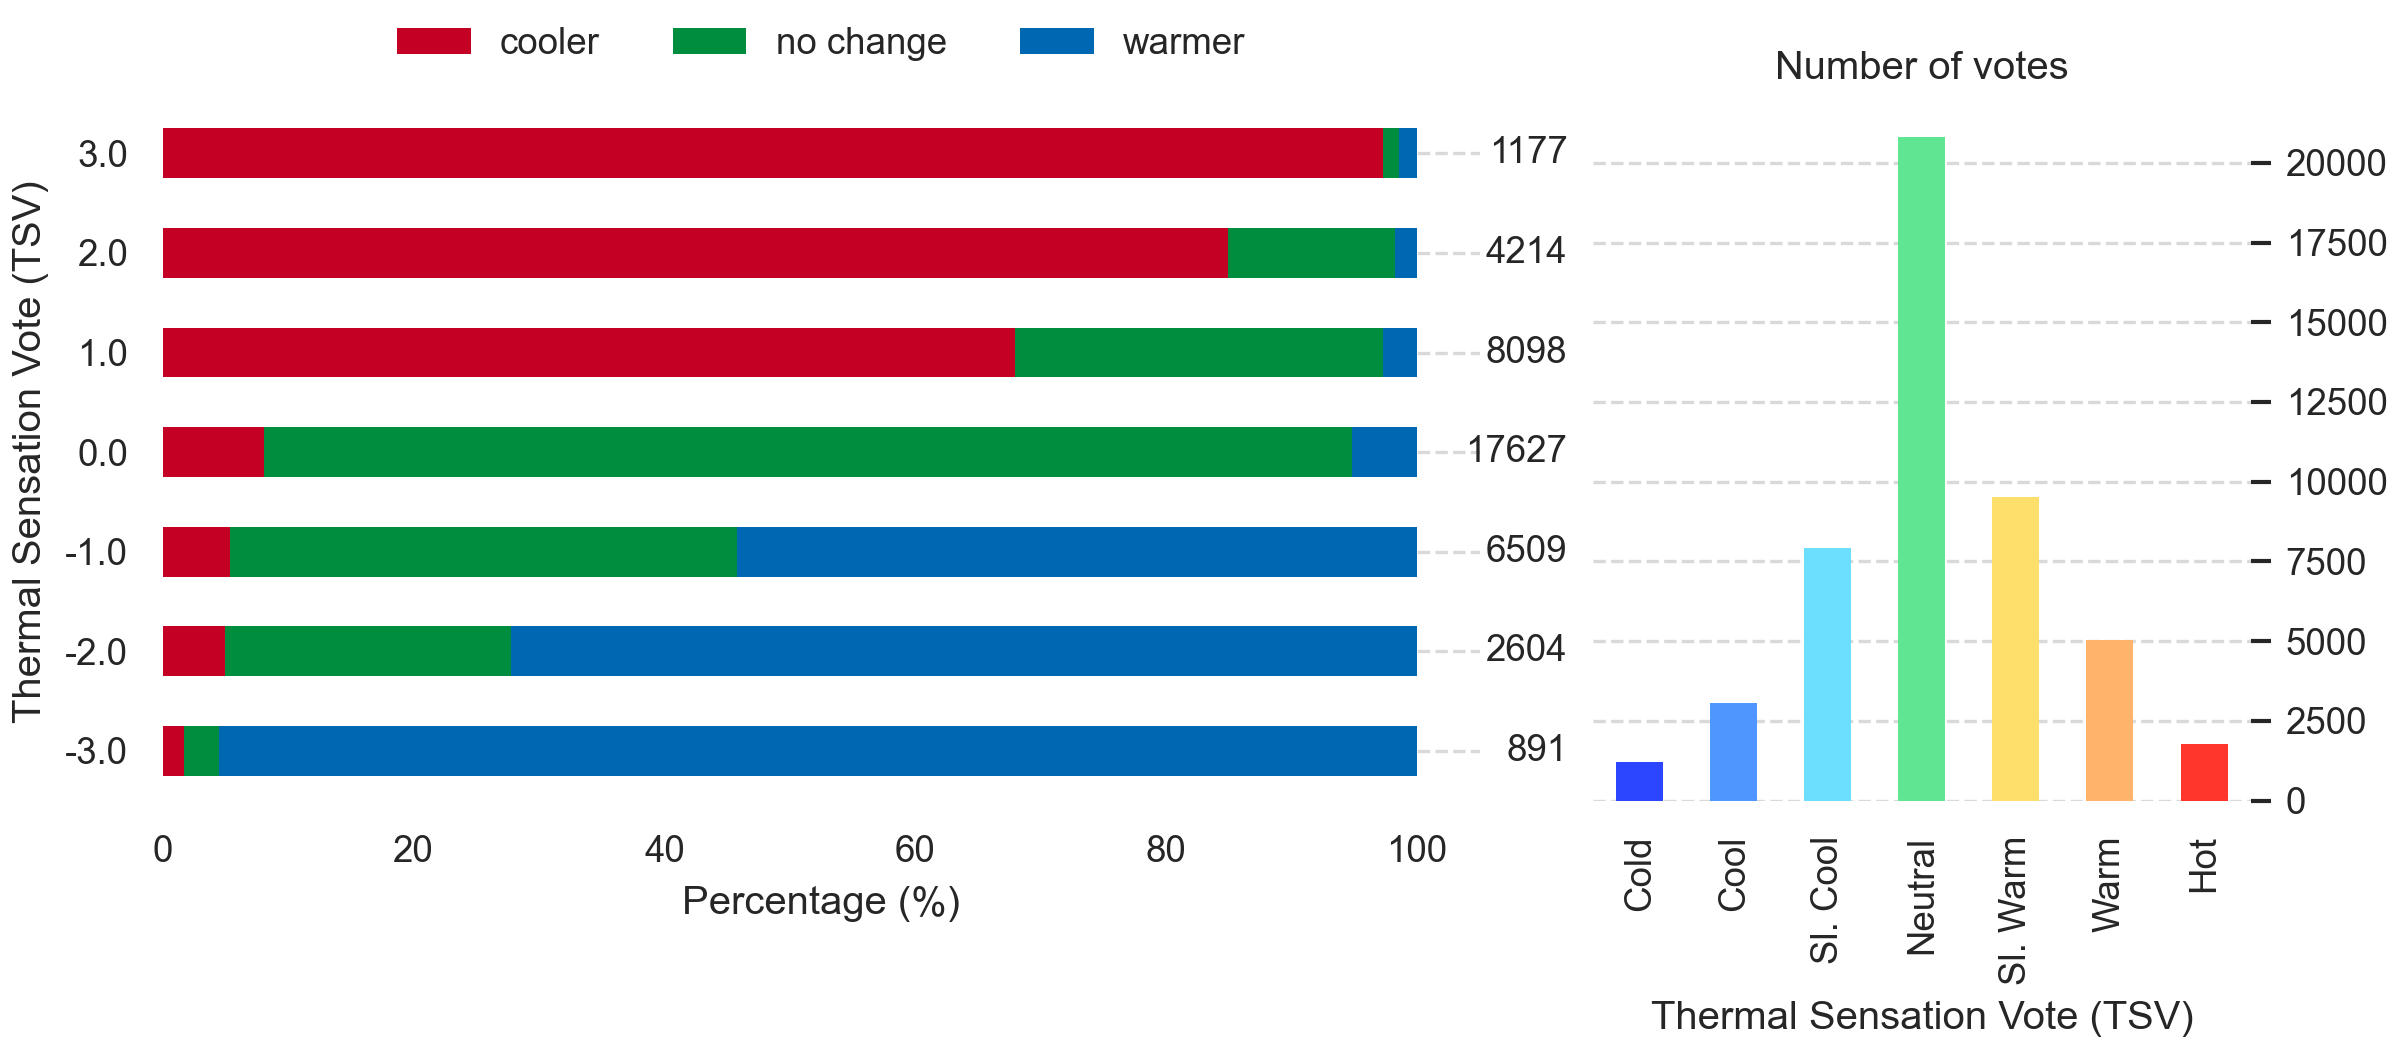 cooler no change warmer
Number of votes
Thermal Sensation Vote (TSV)
3.0 1177
2.0 4214
1.0 8098
0.0 17627
-1.0 6509
-2.0 2604
-3.0 891
0 20 40 60 80 100
Percentage (%)
20000
17500
15000
12500
10000
7500
5000
2500
0
Cold
Cool
Sl. Cool
Neutral
Sl. Warm
Warm
Hot
Thermal Sensation Vote (TSV)